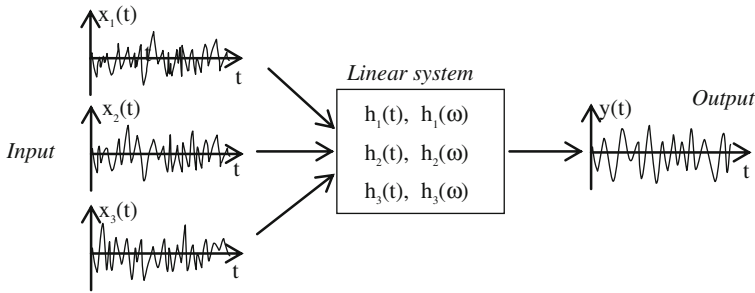 x₁(t)
t
Linear system
Output
x₂(t)
h₁(t), h₁(ω)
y(t)
Input
t
h₂(t), h₂(ω)
t
x₃(t)
h₃(t), h₃(ω)
t